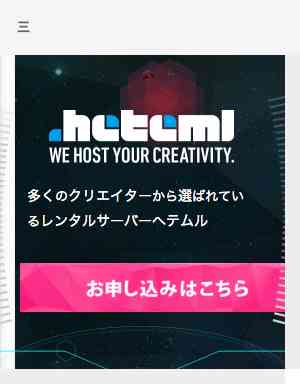 .heteml
WE HOST YOUR CREATIVITY.
多くのクリエイターから選ばれてい
るレンタルサーバーヘテムル
お申し込みはこちら